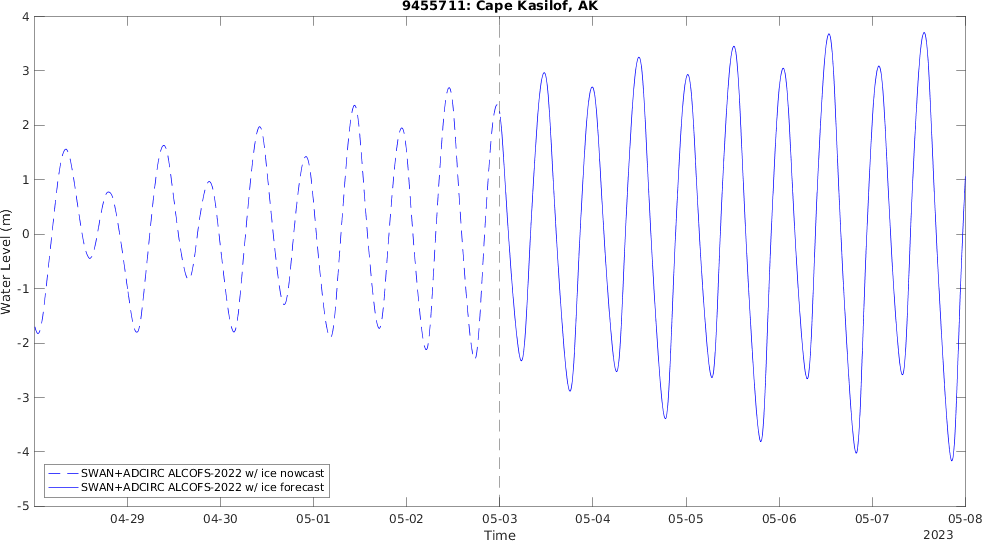 9455711: Cape Kasilof, AK
Water Level (m)
4
3
2
1
0
-1
-2
-3
-4
-5
SWAN+ADCIRC ALCOFS-2022 w/ ice nowcast
SWAN+ADCIRC ALCOFS-2022 w/ ice forecast
04-29 04-30 05-01 05-02 05-03 05-04 05-05 05-06 05-07 05-08
Time
2023